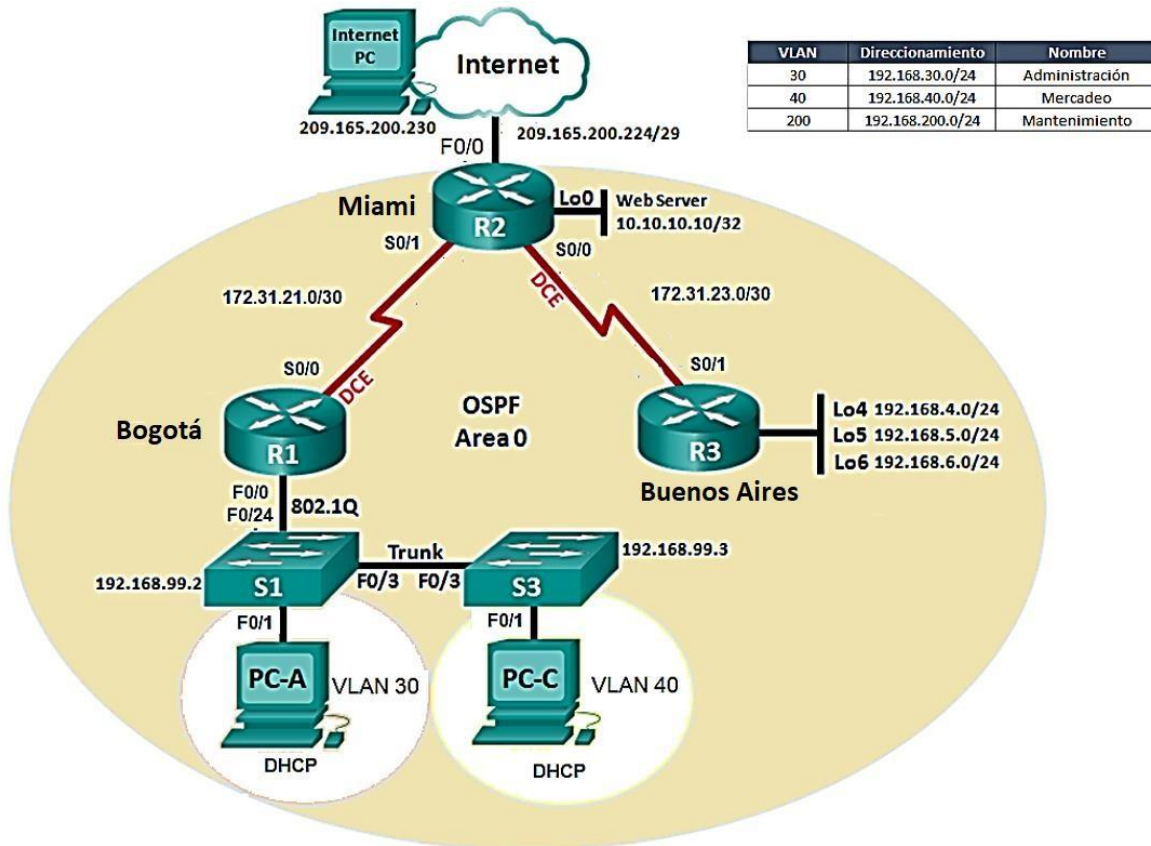 Internet
PC
Internet
209.165.200.230
209.165.200.224/29
F0/0
VLAN Direccionamiento Nombre
30 192.168.30.0/24 Administración
40 192.168.40.0/24 Mercadeo
200 192.168.200.0/24 Mantenimiento
Miami
R2
Lo0
Web Server
10.10.10.10/32
S0/1
S0/0
DCE
172.31.21.0/30
172.31.23.0/30
S0/0
DCE
S0/1
Bogotá
R1
OSPF
Area 0
R3
Buenos Aires
Lo4 192.168.4.0/24
Lo5 192.168.5.0/24
Lo6 192.168.6.0/24
F0/0
F0/24
802.1Q
Trunk
192.168.99.2
S1
F0/3
F0/3
S3
192.168.99.3
F0/1
F0/1
PC-A
VLAN 30
PC-C
VLAN 40
DHCP
DHCP